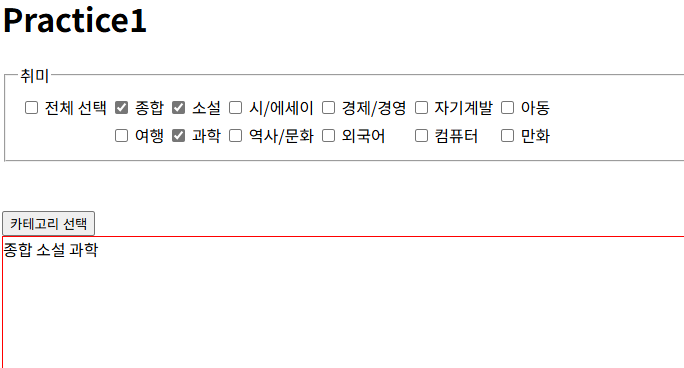 Practice1
취미
전체 선택 종합 소설 시/에세이 경제/경영 자기계발 아동
여행 과학 역사/문화 외국어 컴퓨터 만화
카테고리 선택
종합 소설 과학